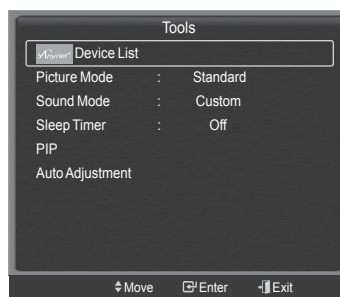 Tools
Anynet+ Device List
Picture Mode : Standard
Sound Mode : Custom
Sleep Timer : Off
PIP
Auto Adjustment
Move Enter Exit